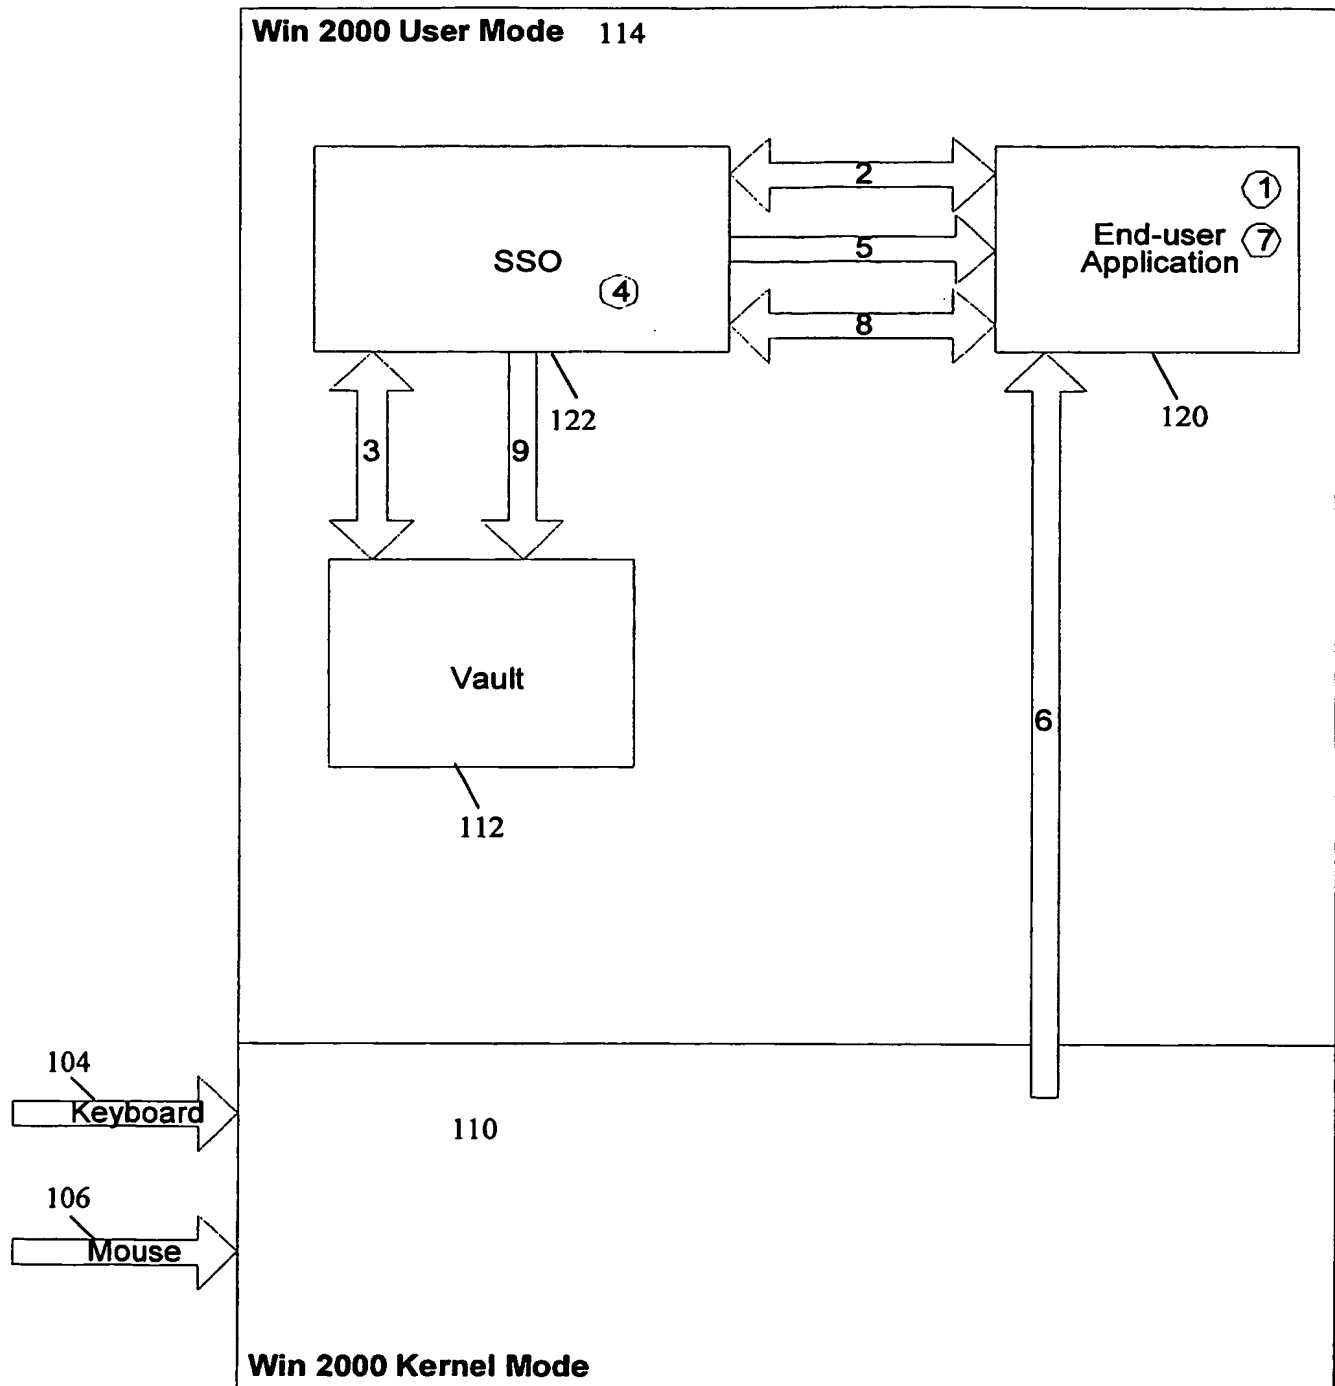 Win 2000 User Mode 114
2
1
5
End-user
Application
7
SSO
4
8
122
120
3
9
6
Vault
112
104
Keyboard
110
106
Mouse
Win 2000 Kernel Mode